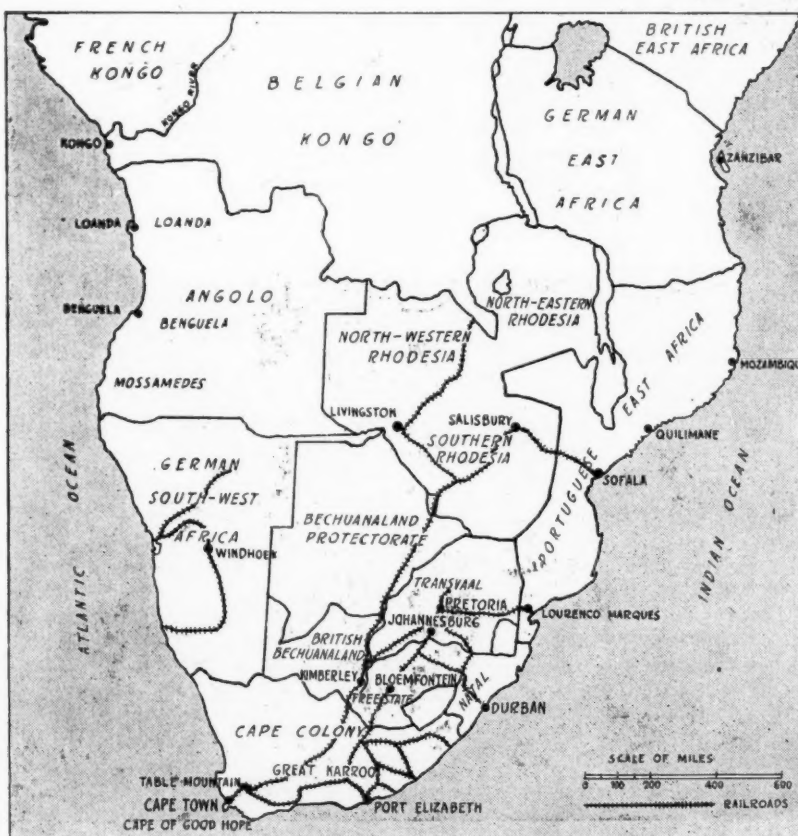 FRENCH
KONGO
KONGO RIVER
BRITISH
EAST AFRICA
BELGIAN
KONGO
GERMAN
EAST
AFRICA
KONGO
ZANZIBAR
LOANDA
LOANDA
ANGOLO
BENGUELA
BENGUELA
MOSSAMEDES
NORTH-WESTERN
RHODESIA
NORTH-EASTERN
RHODESIA
EAST AFRICA
PORTUGUESE
MOZAMBIQU
LIVINGSTON
SALISBURY
SOUTHERN
RHODESIA
QUILIMANE
SOFALA
GERMAN
SOUTH-WEST
AFRICA
WINDHOEK
BECHUANALAND
PROTECTORATE
ATLANTIC OCEAN
INDIAN OCEAN
TRANSVAAL
PRETORIA
LOURENCO MARQUES
JOHANNESBURG
BRITISH
BECHUANALAND
KIMBERLEY
BLOEMFONTEIN
FREESTATE
NATAL
DURBAN
CAPE COLONY
GREAT KARROO
TABLE MOUNTAIN
CAPE TOWN
CAPE OF GOOD HOPE
PORT ELIZABETH
SCALE OF MILES
0 50 100 200 400 600
RAILROADS